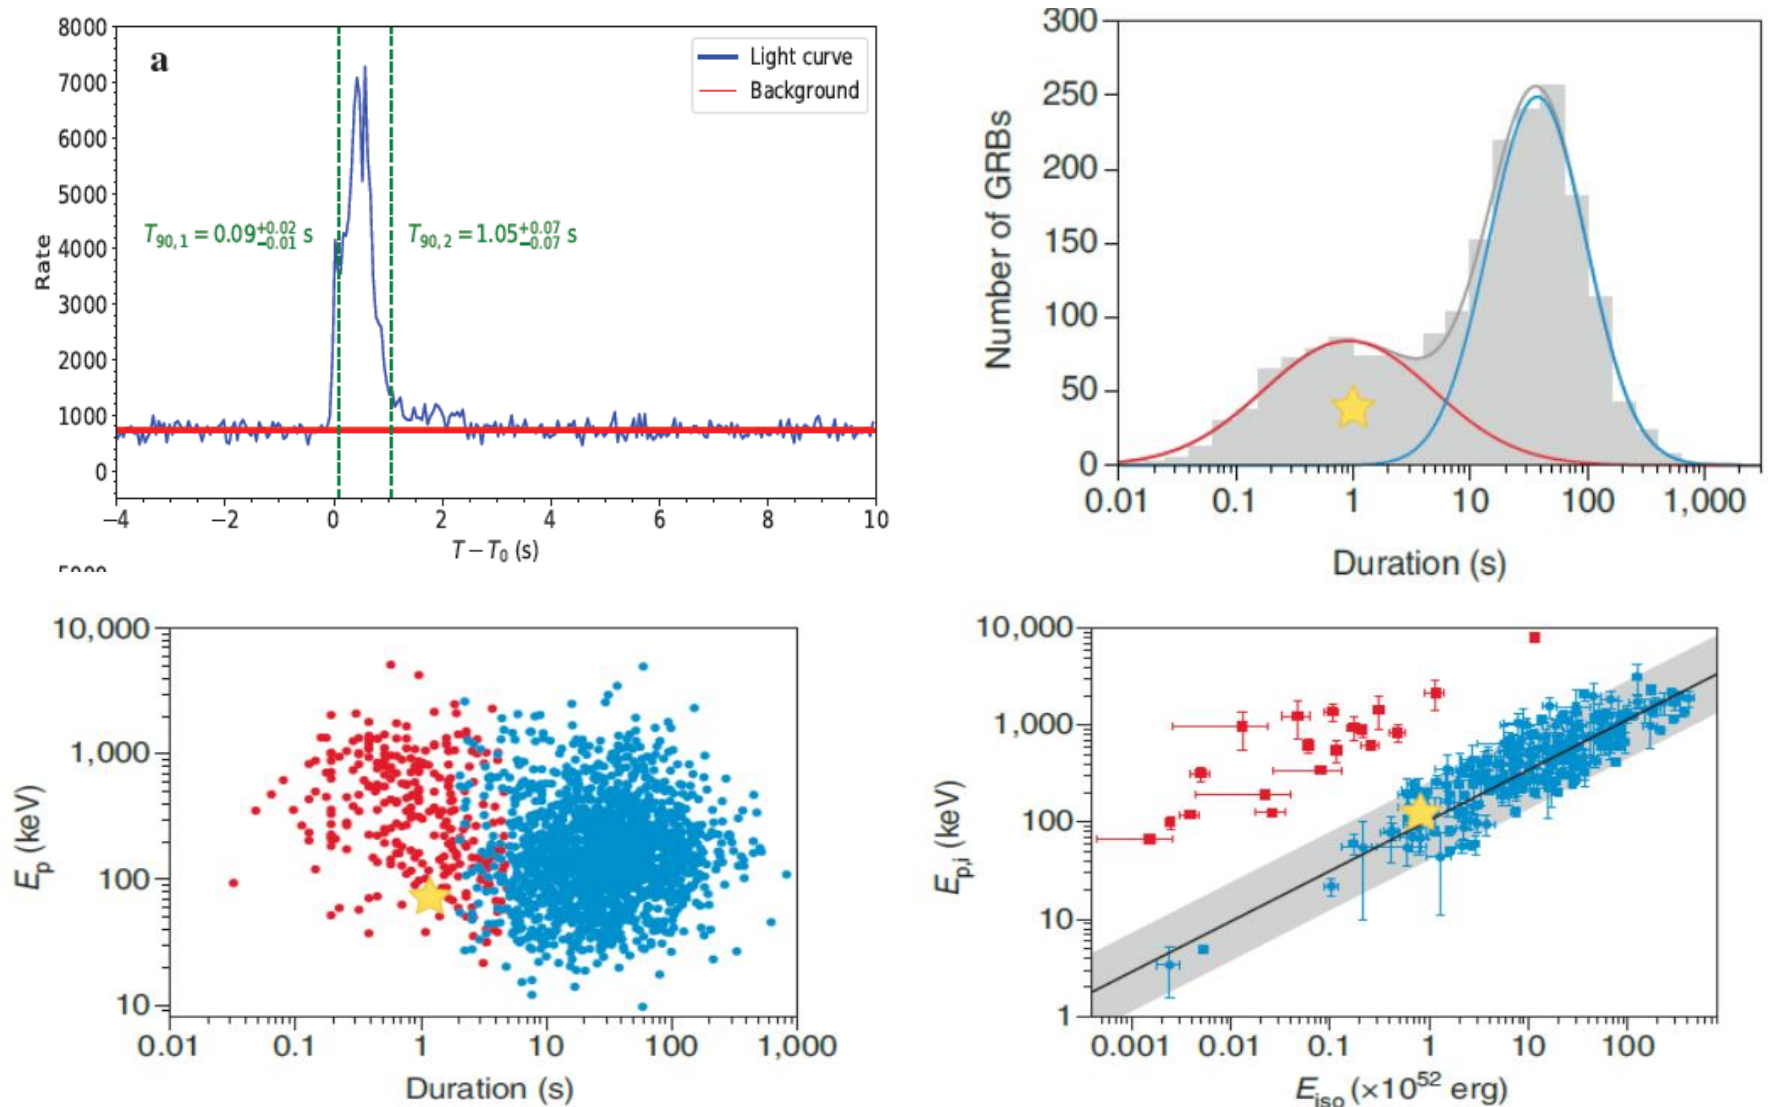 a
Light curve
Background
8000
7000
6000
5000
4000
3000
2000
1000
0
Rate
T90,1 = 0.09+0.02−0.01 s
T90,2 = 1.05+0.07−0.07 s
−4 −2 0 2 4 6 8 10
T − T0 (s)
300
250
200
150
100
50
0
Number of GRBs
0.01 0.1 1 10 100 1,000
Duration (s)
10,000
1,000
100
10
Ep (keV)
0.01 0.1 1 10 100 1,000
Duration (s)
10,000
1,000
100
10
1
Ep,i (keV)
0.001 0.01 0.1 1 10 100
Eiso (×10^52 erg)